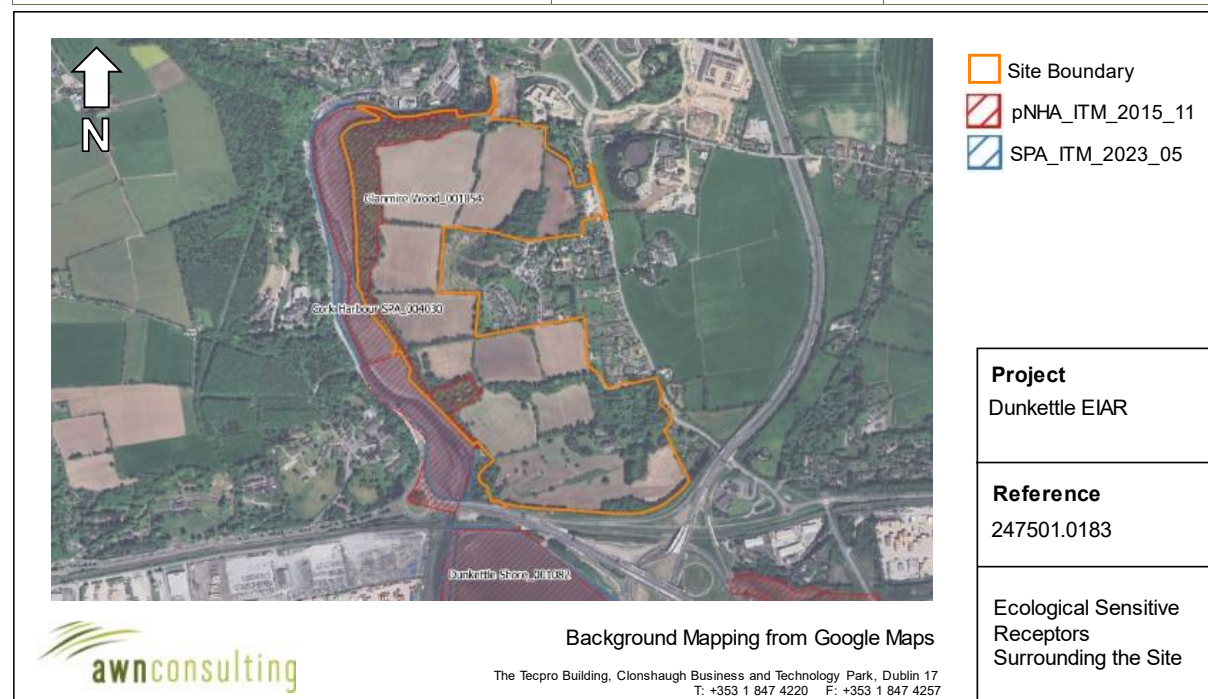 N
Glanmire Wood_001054
Cork Harbour SPA_004030
Dunkettle Shore_001082
Site Boundary
pNHA_ITM_2015_11
SPA_ITM_2023_05
Project
Dunkettle EIAR
Reference
247501.0183
Ecological Sensitive
Receptors
Surrounding the Site
awnconsulting
Background Mapping from Google Maps
The Tecpro Building, Clonshaugh Business and Technology Park, Dublin 17
T: +353 1 847 4220 F: +353 1 847 4257